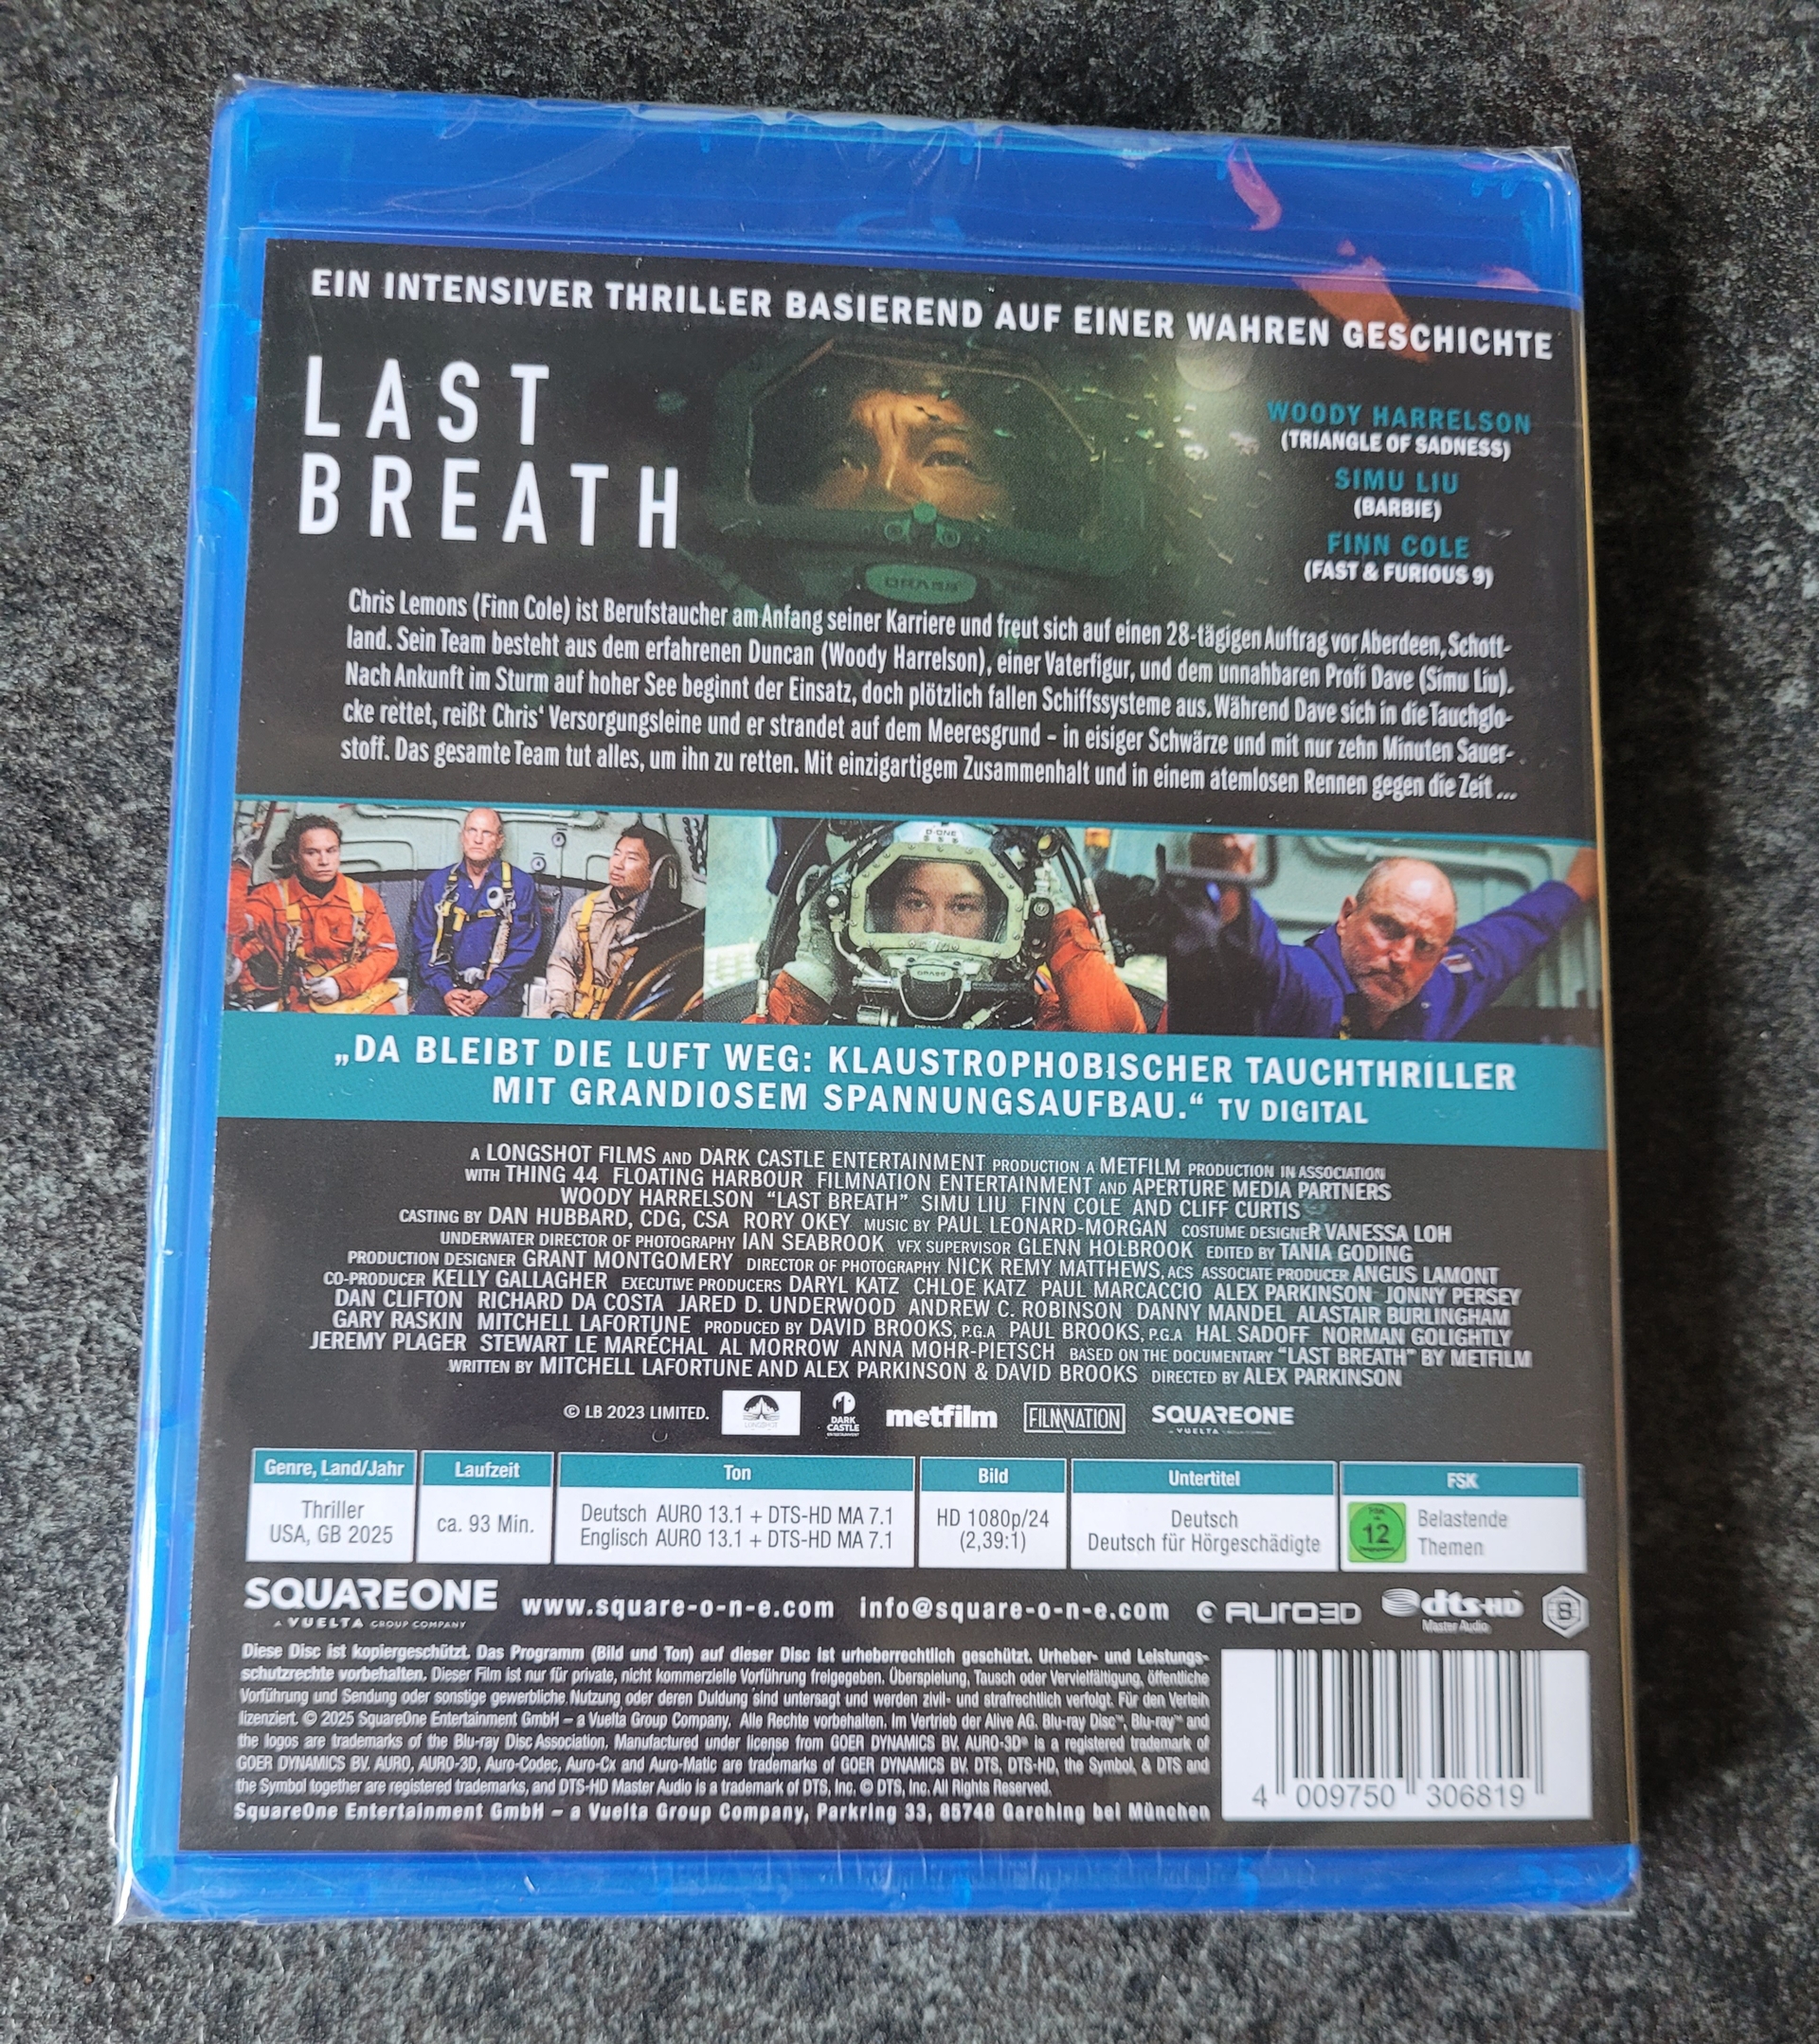 EIN INTENSIVER THRILLER BASIEREND AUF EINER WAHREN GESCHICHTE
LAST
BREATH
WOODY HARRELSON
(TRIANGLE OF SADNESS)
SIMU LIU
(BARBIE)
FINN COLE
(FAST & FURIOUS 9)
DRASS
Chris Lemons (Finn Cole) ist Berufstaucher am Anfang seiner Karriere und freut sich auf einen 28-tägigen Auftrag vor Aberdeen, Schott-
land. Sein Team besteht aus dem erfahrenen Duncan (Woody Harrelson), einer Vaterfigur, und dem unnahbaren Profi Dave (Simu Liu).
Nach Ankunft im Sturm auf hoher See beginnt der Einsatz, doch plötzlich fallen Schiffssysteme aus. Während Dave sich in die Tauchglo-
cke rettet, reißt Chris‘ Versorgungsleine und er strandet auf dem Meeresgrund – in eisiger Schwärze und mit nur zehn Minuten Sauer-
stoff. Das gesamte Team tut alles, um ihn zu retten. Mit einzigartigem Zusammenhalt und in einem atemlosen Rennen gegen die Zeit ...
D-ONE
DRASS
„DA BLEIBT DIE LUFT WEG: KLAUSTROPHOBISCHER TAUCHTHRILLER
MIT GRANDIOSEM SPANNUNGSAUFBAU.“ TV DIGITAL
A LONGSHOT FILMS AND DARK CASTLE ENTERTAINMENT PRODUCTION A METFILM PRODUCTION IN ASSOCIATION
WITH THING 44 FLOATING HARBOUR FILMNATION ENTERTAINMENT AND APERTURE MEDIA PARTNERS
WOODY HARRELSON “LAST BREATH” SIMU LIU FINN COLE AND CLIFF CURTIS
CASTING BY DAN HUBBARD, CDG, CSA RORY OKEY MUSIC BY PAUL LEONARD-MORGAN COSTUME DESIGNER VANESSA LOH
UNDERWATER DIRECTOR OF PHOTOGRAPHY IAN SEABROOK VFX SUPERVISOR GLENN HOLBROOK EDITED BY TANIA GODING
PRODUCTION DESIGNER GRANT MONTGOMERY DIRECTOR OF PHOTOGRAPHY NICK REMY MATTHEWS, ACS ASSOCIATE PRODUCER ANGUS LAMONT
CO-PRODUCER KELLY GALLAGHER EXECUTIVE PRODUCERS DARYL KATZ CHLOE KATZ PAUL MARCACCIO ALEX PARKINSON JONNY PERSEY
DAN CLIFTON RICHARD DA COSTA JARED D. UNDERWOOD ANDREW C. ROBINSON DANNY MANDEL ALASTAIR BURLINGHAM
GARY RASKIN MITCHELL LAFORTUNE PRODUCED BY DAVID BROOKS, P.G.A PAUL BROOKS, P.G.A HAL SADOFF NORMAN GOLIGHTLY
JEREMY PLAGER STEWART LE MARÉCHAL AL MORROW ANNA MOHR-PIETSCH BASED ON THE DOCUMENTARY “LAST BREATH” BY METFILM
WRITTEN BY MITCHELL LAFORTUNE AND ALEX PARKINSON & DAVID BROOKS DIRECTED BY ALEX PARKINSON
© LB 2023 LIMITED. LONGSHOT DARK CASTLE ENTERTAINMENT metfilm FILMNATION SQUAREONE A VUELTA GROUP COMPANY
Genre, Land/Jahr
Thriller
USA, GB 2025
Laufzeit
ca. 93 Min.
Ton
Deutsch AURO 13.1 + DTS-HD MA 7.1
Englisch AURO 13.1 + DTS-HD MA 7.1
Bild
HD 1080p/24
(2,39:1)
Untertitel
Deutsch
Deutsch für Hörgeschädigte
FSK
12
Belastende
Themen
SQUAREONE
A VUELTA GROUP COMPANY
www.square-o-n-e.com info@square-o-n-e.com AURO3D dts-HD Master Audio B
Diese Disc ist kopiergeschützt. Das Programm (Bild und Ton) auf dieser Disc ist urheberrechtlich geschützt. Urheber- und Leistungs-
schutzrechte vorbehalten. Dieser Film ist nur für private, nicht kommerzielle Vorführung freigegeben. Überspielung, Tausch oder Vervielfältigung, öffentliche
Vorführung und Sendung oder sonstige gewerbliche Nutzung oder deren Duldung sind untersagt und werden zivil- und strafrechtlich verfolgt. Für den Verleih
lizenziert. © 2025 SquareOne Entertainment GmbH – a Vuelta Group Company, Alle Rechte vorbehalten. Im Vertrieb der Alive AG. Blu-ray Disc™, Blu-ray™ and
the logos are trademarks of the Blu-ray Disc Association. Manufactured under license from GOER DYNAMICS BV. AURO-3D® is a registered trademark of
GOER DYNAMICS BV. AURO, AURO-3D, Auro-Codec, Auro-Cx and Auro-Matic are trademarks of GOER DYNAMICS BV. DTS, DTS-HD, the Symbol, & DTS and
the Symbol together are registered trademarks, and DTS-HD Master Audio is a trademark of DTS, Inc. © DTS, Inc. All Rights Reserved.
SquareOne Entertainment GmbH – a Vuelta Group Company, Parkring 33, 85748 Garching bei München
4 009750 306819